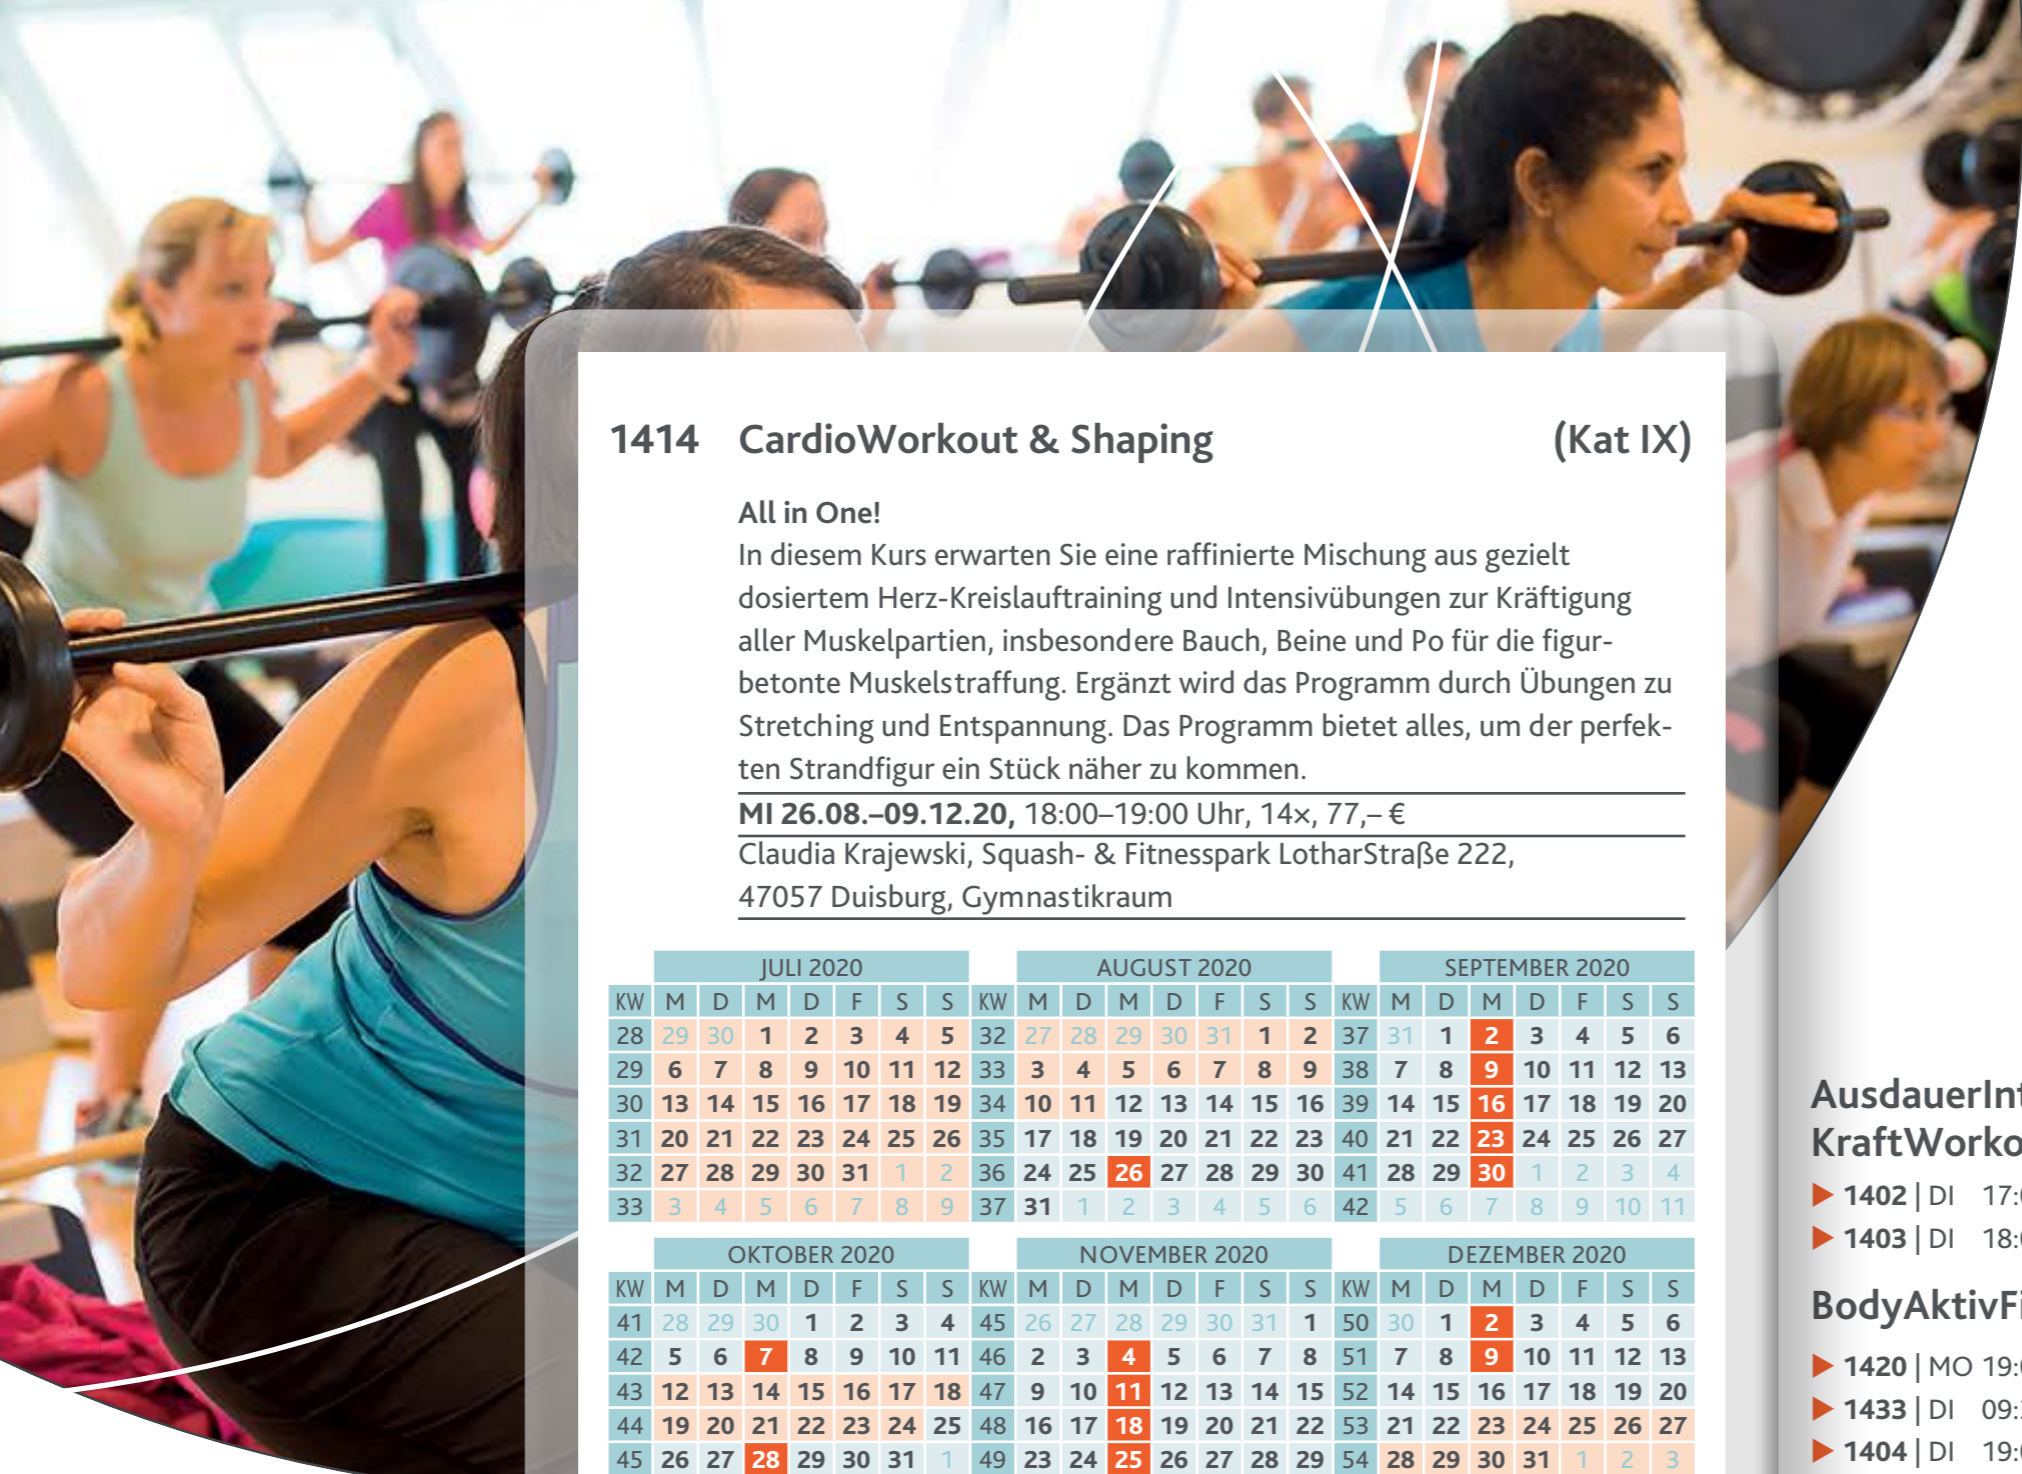 1414 CardioWorkout & Shaping (Kat IX)
All in One!
In diesem Kurs erwarten Sie eine raffinierte Mischung aus gezielt
dosiertem Herz-Kreislauftraining und Intensivübungen zur Kräftigung
aller Muskelpartien, insbesondere Bauch, Beine und Po für die figur-
betonte Muskelstraffung. Ergänzt wird das Programm durch Übungen zu
Stretching und Entspannung. Das Programm bietet alles, um der perfek-
ten Strandfigur ein Stück näher zu kommen.
MI 26.08.–09.12.20, 18:00–19:00 Uhr, 14×, 77,– €
Claudia Krajewski, Squash- & Fitnesspark LotharStraße 222,
47057 Duisburg, Gymnastikraum
JULI 2020 AUGUST 2020 SEPTEMBER 2020
KW M D M D F S S KW M D M D F S S KW M D M D F S S
28 29 30 1 2 3 4 5 32 27 28 29 30 31 1 2 37 31 1 2 3 4 5 6
29 6 7 8 9 10 11 12 33 3 4 5 6 7 8 9 38 7 8 9 10 11 12 13
30 13 14 15 16 17 18 19 34 10 11 12 13 14 15 16 39 14 15 16 17 18 19 20
31 20 21 22 23 24 25 26 35 17 18 19 20 21 22 23 40 21 22 23 24 25 26 27
32 27 28 29 30 31 1 2 36 24 25 26 27 28 29 30 41 28 29 30 1 2 3 4
33 3 4 5 6 7 8 9 37 31 1 2 3 4 5 6 42 5 6 7 8 9 10 11
OKTOBER 2020 NOVEMBER 2020 DEZEMBER 2020
KW M D M D F S S KW M D M D F S S KW M D M D F S S
41 28 29 30 1 2 3 4 45 26 27 28 29 30 31 1 50 30 1 2 3 4 5 6
42 5 6 7 8 9 10 11 46 2 3 4 5 6 7 8 51 7 8 9 10 11 12 13
43 12 13 14 15 16 17 18 47 9 10 11 12 13 14 15 52 14 15 16 17 18 19 20
44 19 20 21 22 23 24 25 48 16 17 18 19 20 21 22 53 21 22 23 24 25 26 27
45 26 27 28 29 30 31 1 49 23 24 25 26 27 28 29 54 28 29 30 31 1 2 3
AusdauerInt
KraftWorko
1402 | DI 17:0
1403 | DI 18:0
BodyAktivFi
1420 | MO 19:0
1433 | DI 09:
1404 | DI 19:0